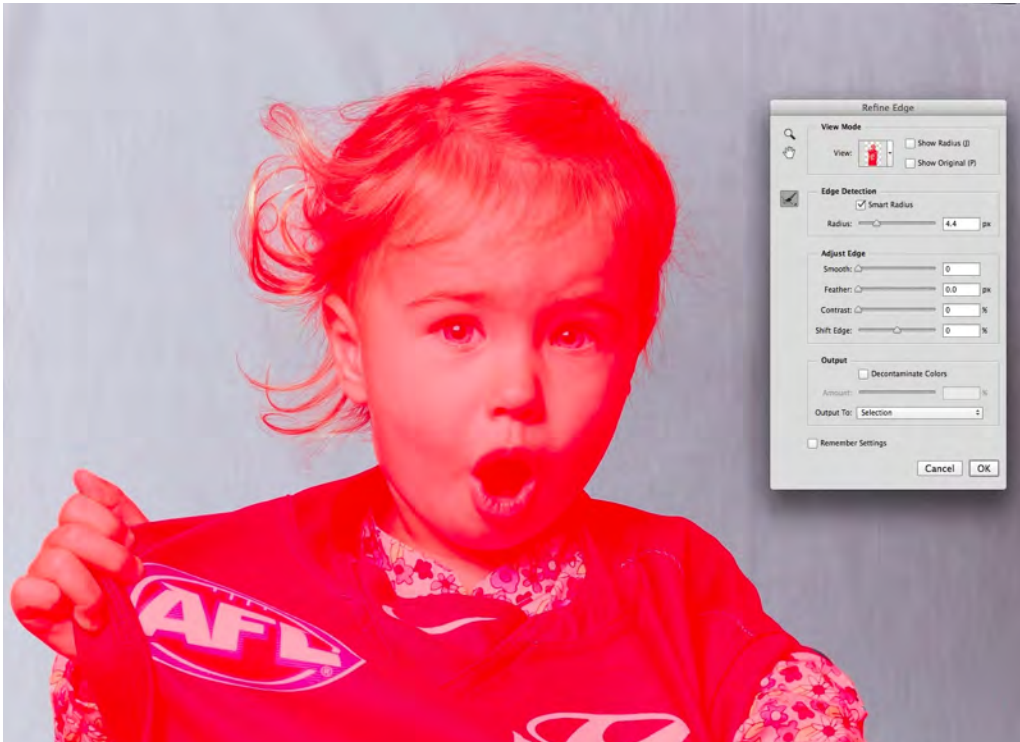 Refine Edge
View Mode
View:
Show Radius (J)
Show Original (P)
Edge Detection
Smart Radius
Radius: 4.4 px
Adjust Edge
Smooth: 0
Feather: 0.0 px
Contrast: 0 %
Shift Edge: 0 %
Output
Decontaminate Colors
Amount: %
Output To: Selection
Remember Settings
Cancel OK
AFL
®